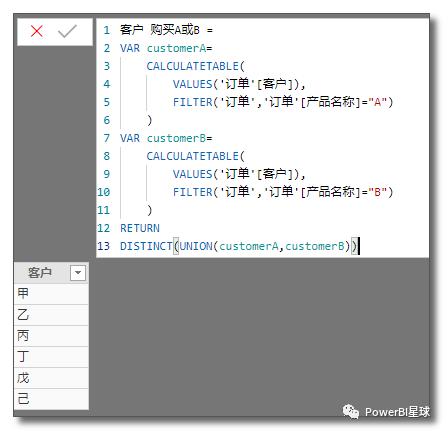 1 客户 购买A或B =
2 VAR customerA=
3 CALCULATETABLE(
4 VALUES('订单'[客户]),
5 FILTER('订单','订单'[产品名称]="A")
6 )
7 VAR customerB=
8 CALCULATETABLE(
9 VALUES('订单'[客户]),
10 FILTER('订单','订单'[产品名称]="B")
11 )
12 RETURN
13 DISTINCT(UNION(customerA,customerB))
客户
甲
乙
丙
丁
戊
己
PowerBI星球